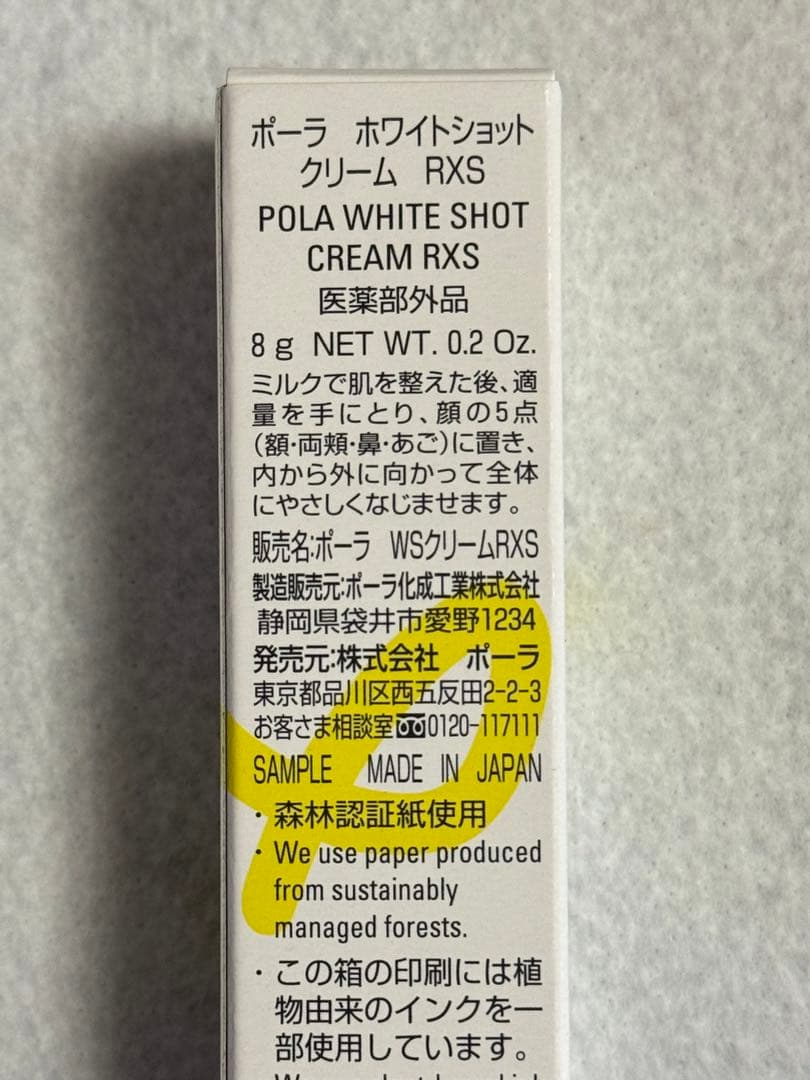 ポーラ　ホワイトショット
クリーム　RXS
POLA WHITE SHOT
CREAM RXS
医薬部外品
8 g NET WT. 0.2 Oz.
ミルクで肌を整えた後、適
量を手にとり、顔の5点
（額・両頬・鼻・あご）に置き、
内から外に向かって全体
にやさしくなじませます。
販売名:ポーラ　WSクリームRXS
製造販売元:ポーラ化成工業株式会社
静岡県袋井市愛野1234
発売元:株式会社　ポーラ
東京都品川区西五反田2-2-3
お客さま相談室0120-117111
SAMPLE MADE IN JAPAN
・森林認証紙使用
・We use paper produced
from sustainably
managed forests.
・この箱の印刷には植
物由来のインクを一
部使用しています。